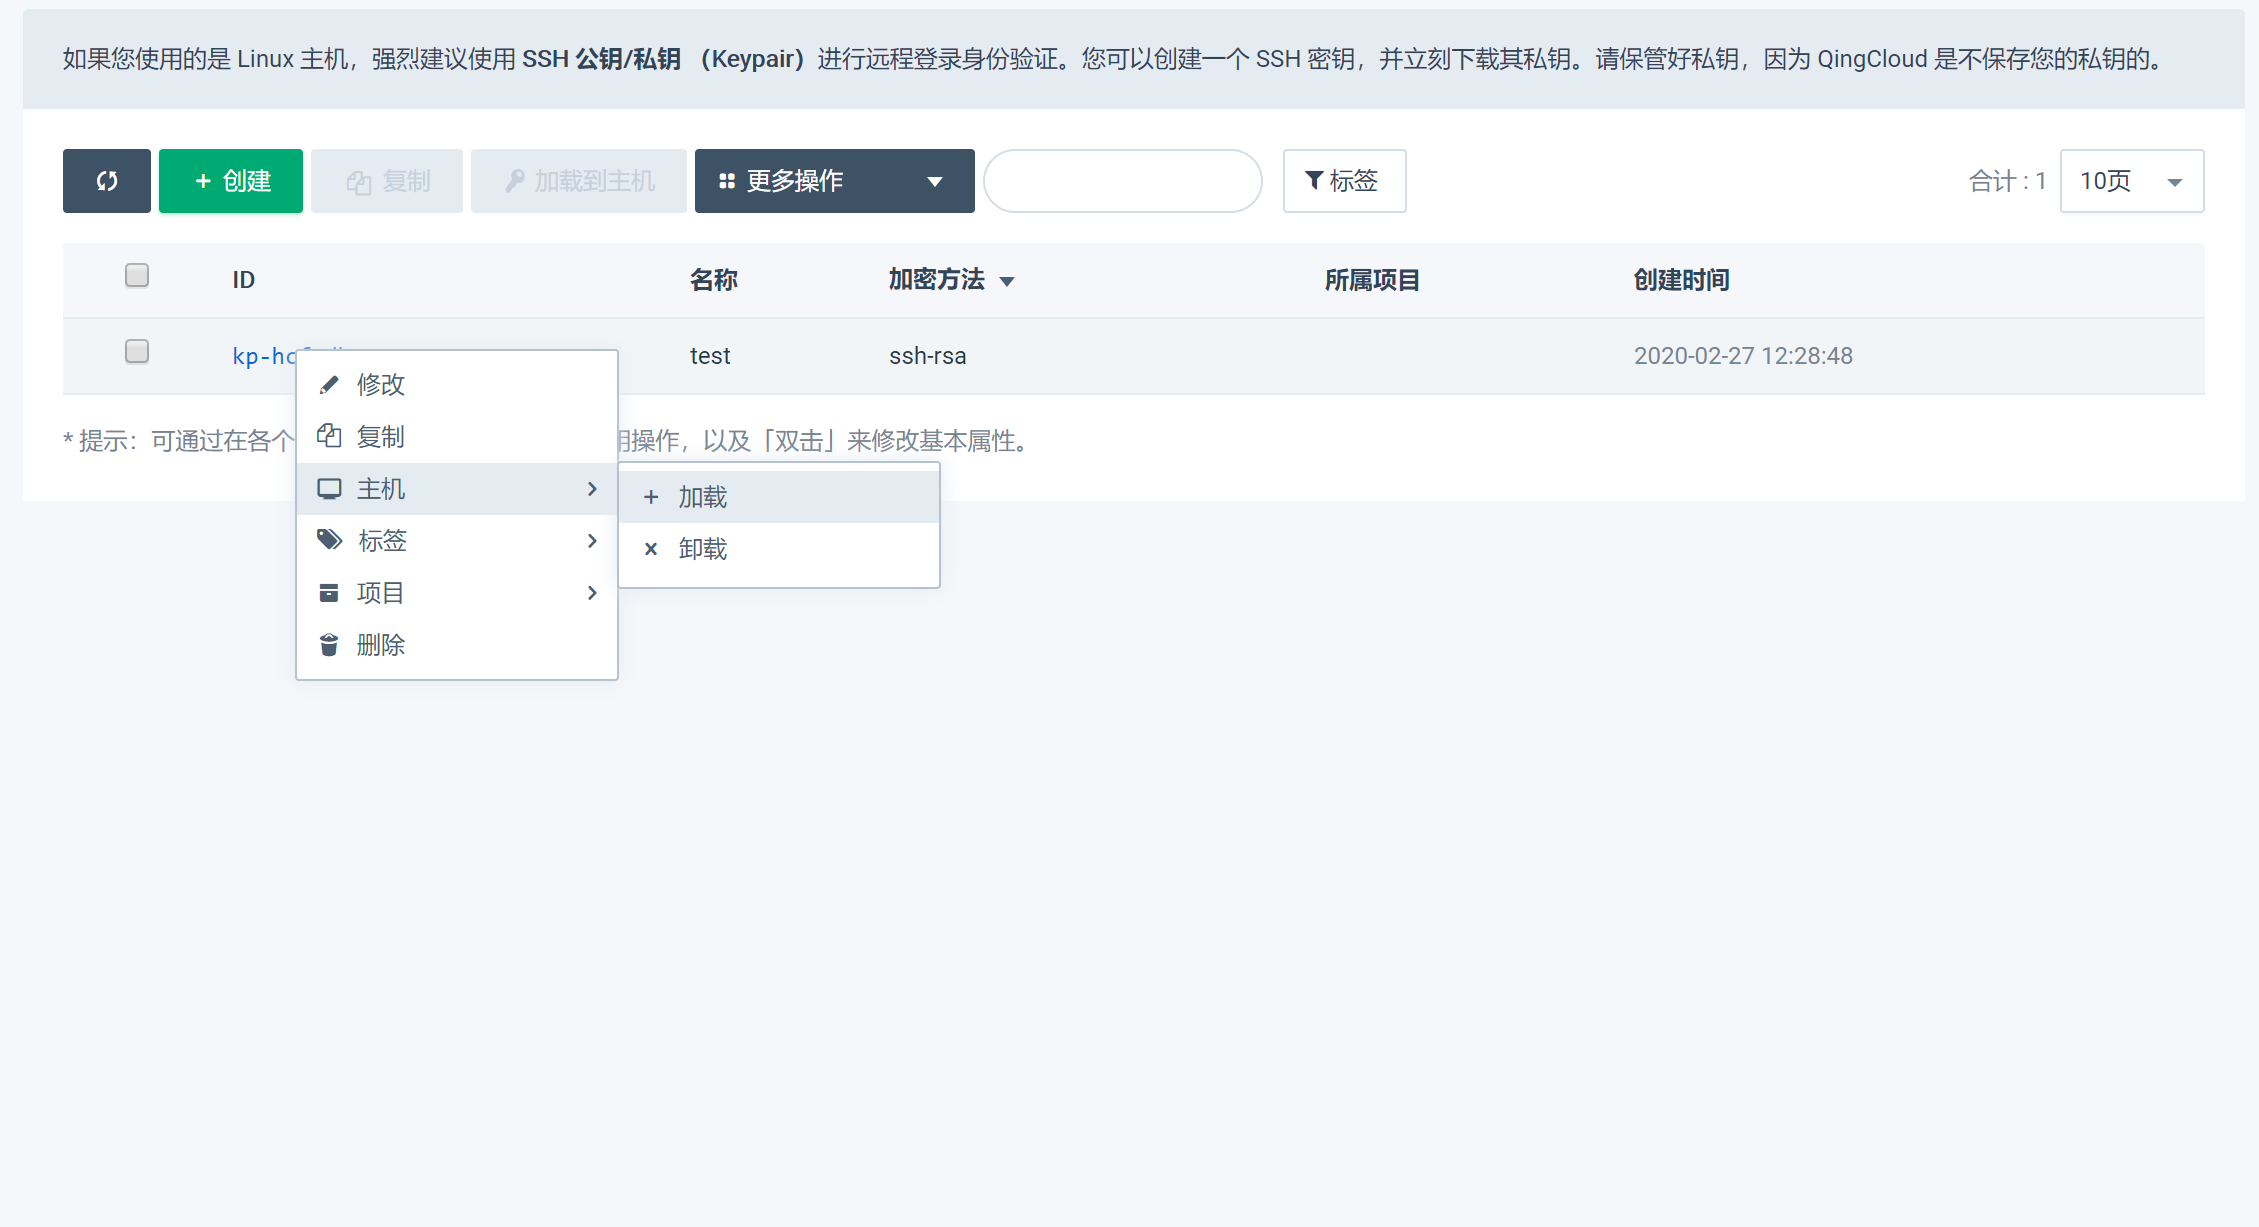 如果您使用的是 Linux 主机，强烈建议使用 SSH 公钥/私钥 （Keypair）进行远程登录身份验证。您可以创建一个 SSH 密钥，并立刻下载其私钥。请保管好私钥，因为 QingCloud 是不保存您的私钥的。
+ 创建 复制 加载到主机 更多操作 标签 合计 : 1 10页
ID 名称 加密方法 所属项目 创建时间
test ssh-rsa 2020-02-27 12:28:48
修改
* 提示：可通过在各个 操作，以及「双击」来修改基本属性。
复制
主机
+ 加载
标签
× 卸载
项目
删除